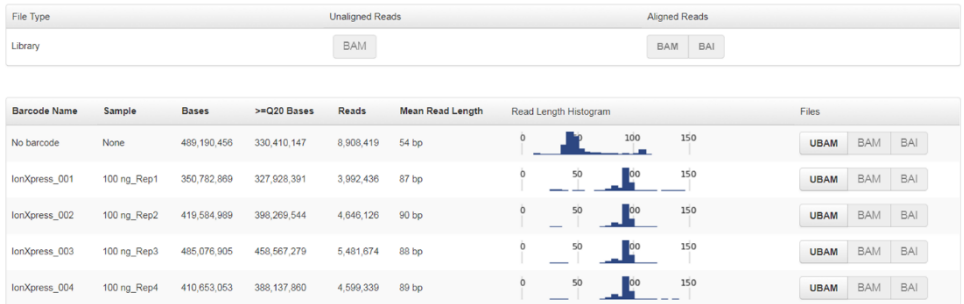 File Type Unaligned Reads Aligned Reads
Library BAM BAM BAI
Barcode Name Sample Bases >=Q20 Bases Reads Mean Read Length Read Length Histogram Files
No barcode None 489,190,456 330,410,147 8,908,419 54 bp 0 50 100 150 UBAM BAM BAI
IonXpress_001 100 ng_Rep1 350,782,869 327,928,391 3,992,436 87 bp 0 50 100 150 UBAM BAM BAI
IonXpress_002 100 ng_Rep2 419,584,989 398,269,544 4,646,126 90 bp 0 50 100 150 UBAM BAM BAI
IonXpress_003 100 ng_Rep3 485,076,905 458,567,279 5,481,674 88 bp 0 50 100 150 UBAM BAM BAI
IonXpress_004 100 ng_Rep4 410,653,053 388,137,860 4,599,339 89 bp 0 50 100 150 UBAM BAM BAI